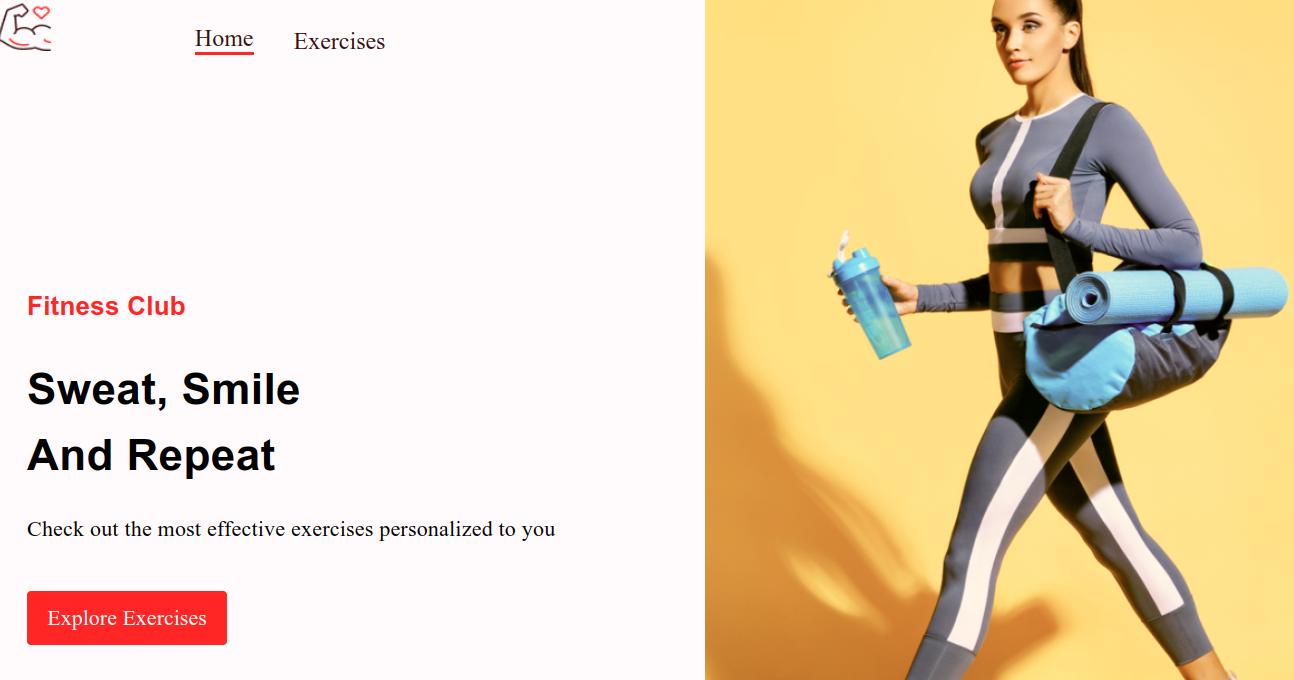 Home Exercises
Fitness Club
Sweat, Smile
And Repeat
Check out the most effective exercises personalized to you
Explore Exercises